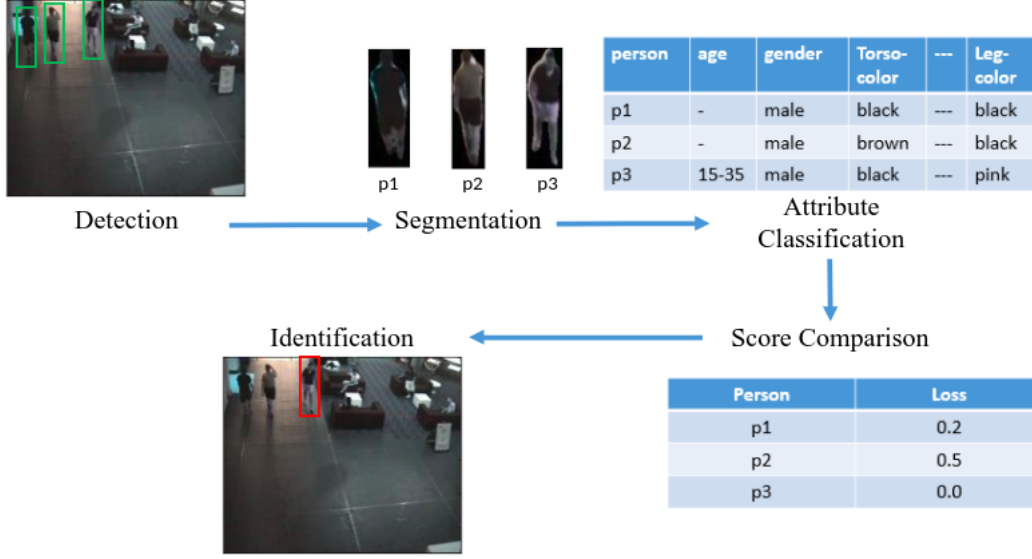 p1 p2 p3
person age gender Torso-color --- Leg-color
p1 - male black --- black
p2 - male brown --- black
p3 15-35 male black --- pink
Detection Segmentation Attribute
Classification
Identification Score Comparison
Person Loss
p1 0.2
p2 0.5
p3 0.0